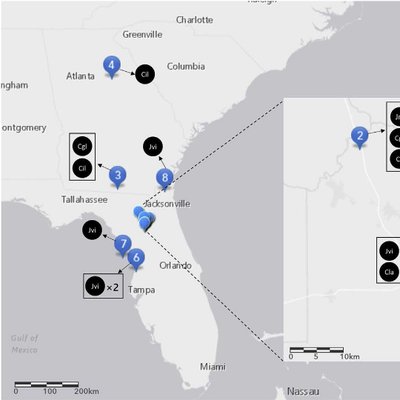 Charlotte
Greenville
4
Cil
Atlanta
Columbia
ngham
ontgomery
Cgl
Cil
Jvi
3
8
Tallahassee
Jacksonville
Jvi
7
6
Orlando
Jvi ×2
Tampa
Gulf of
Mexico
Miami
0 100 200km
Nassau
2
Jvi
Cla
0 5 10km